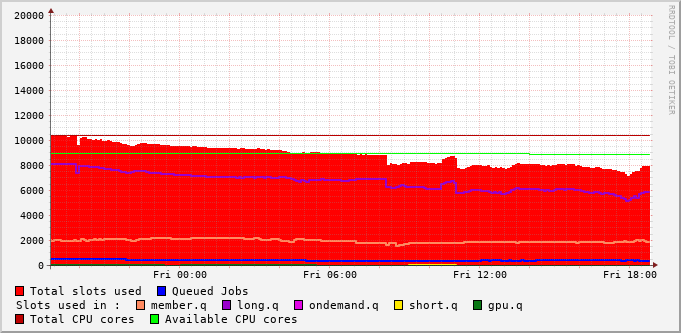 20000
18000
16000
14000
12000
10000
8000
6000
4000
2000
0
Fri 00:00 Fri 06:00 Fri 12:00 Fri 18:00
Total slots used Queued Jobs
Slots used in : member.q long.q ondemand.q short.q gpu.q
Total CPU cores Available CPU cores
RRDTOOL / TOBI OETIKER